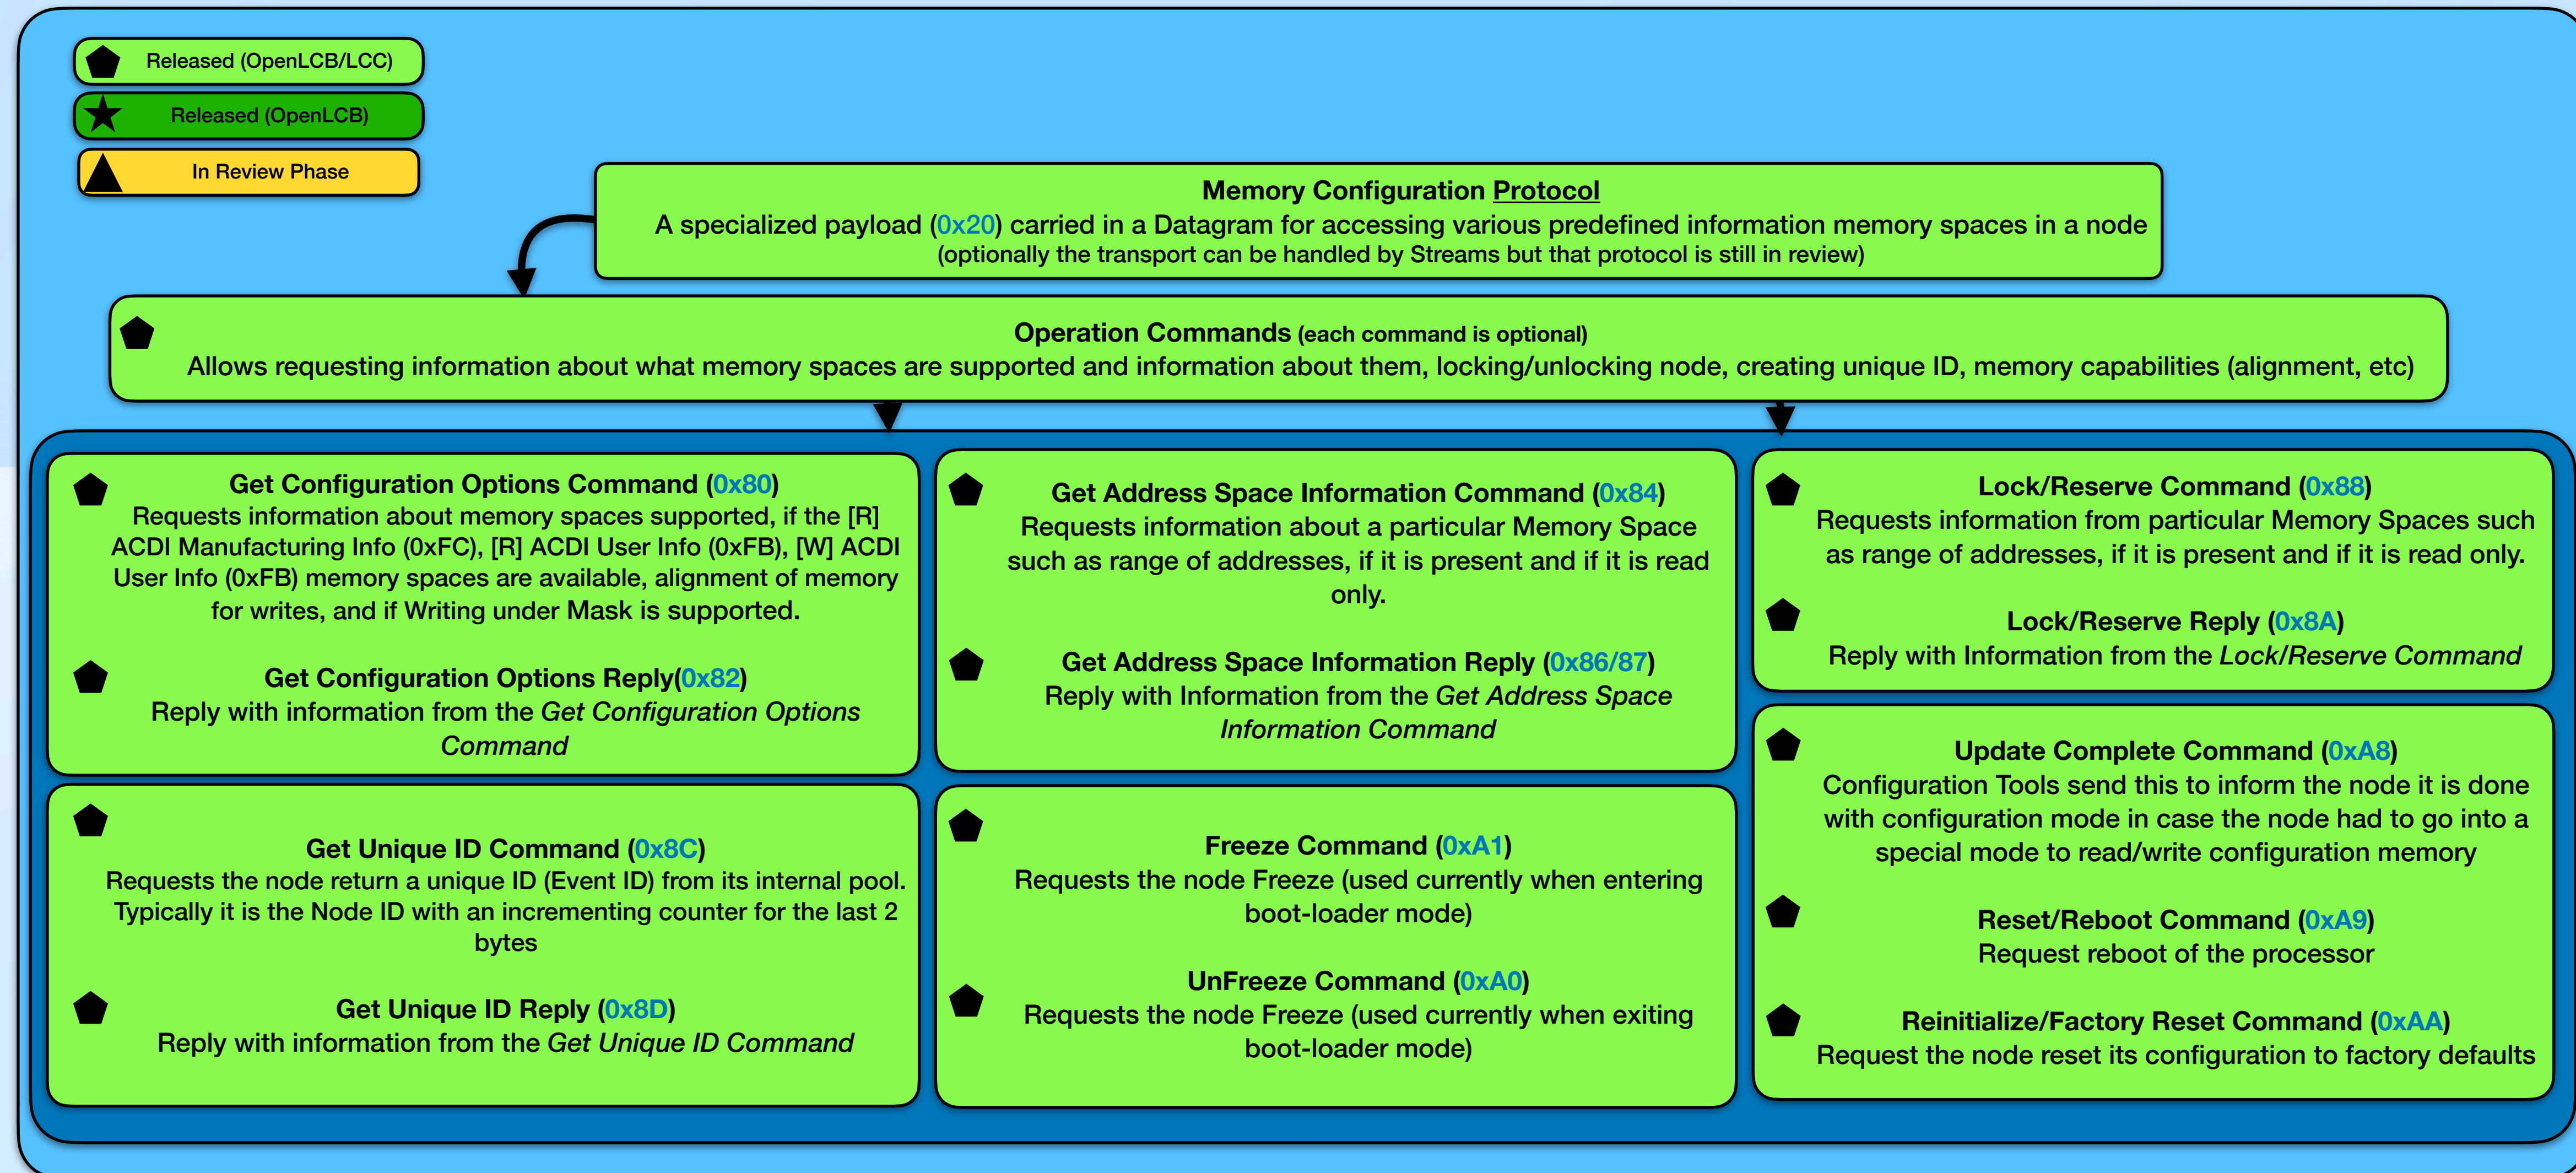 Released (OpenLCB/LCC)
Released (OpenLCB)
In Review Phase
Memory Configuration Protocol
A specialized payload (0x20) carried in a Datagram for accessing various predefined information memory spaces in a node
(optionally the transport can be handled by Streams but that protocol is still in review)
Operation Commands (each command is optional)
Allows requesting information about what memory spaces are supported and information about them, locking/unlocking node, creating unique ID, memory capabilities (alignment, etc)
Get Configuration Options Command (0x80)
Requests information about memory spaces supported, if the [R]
ACDI Manufacturing Info (0xFC), [R] ACDI User Info (0xFB), [W] ACDI
User Info (0xFB) memory spaces are available, alignment of memory
for writes, and if Writing under Mask is supported.
Get Configuration Options Reply(0x82)
Reply with information from the Get Configuration Options
Command
Get Address Space Information Command (0x84)
Requests information about a particular Memory Space
such as range of addresses, if it is present and if it is read
only.
Get Address Space Information Reply (0x86/87)
Reply with Information from the Get Address Space
Information Command
Lock/Reserve Command (0x88)
Requests information from particular Memory Spaces such
as range of addresses, if it is present and if it is read only.
Lock/Reserve Reply (0x8A)
Reply with Information from the Lock/Reserve Command
Get Unique ID Command (0x8C)
Requests the node return a unique ID (Event ID) from its internal pool.
Typically it is the Node ID with an incrementing counter for the last 2
bytes
Get Unique ID Reply (0x8D)
Reply with information from the Get Unique ID Command
Freeze Command (0xA1)
Requests the node Freeze (used currently when entering
boot-loader mode)
UnFreeze Command (0xA0)
Requests the node Freeze (used currently when exiting
boot-loader mode)
Update Complete Command (0xA8)
Configuration Tools send this to inform the node it is done
with configuration mode in case the node had to go into a
special mode to read/write configuration memory
Reset/Reboot Command (0xA9)
Request reboot of the processor
Reinitialize/Factory Reset Command (0xAA)
Request the node reset its configuration to factory defaults